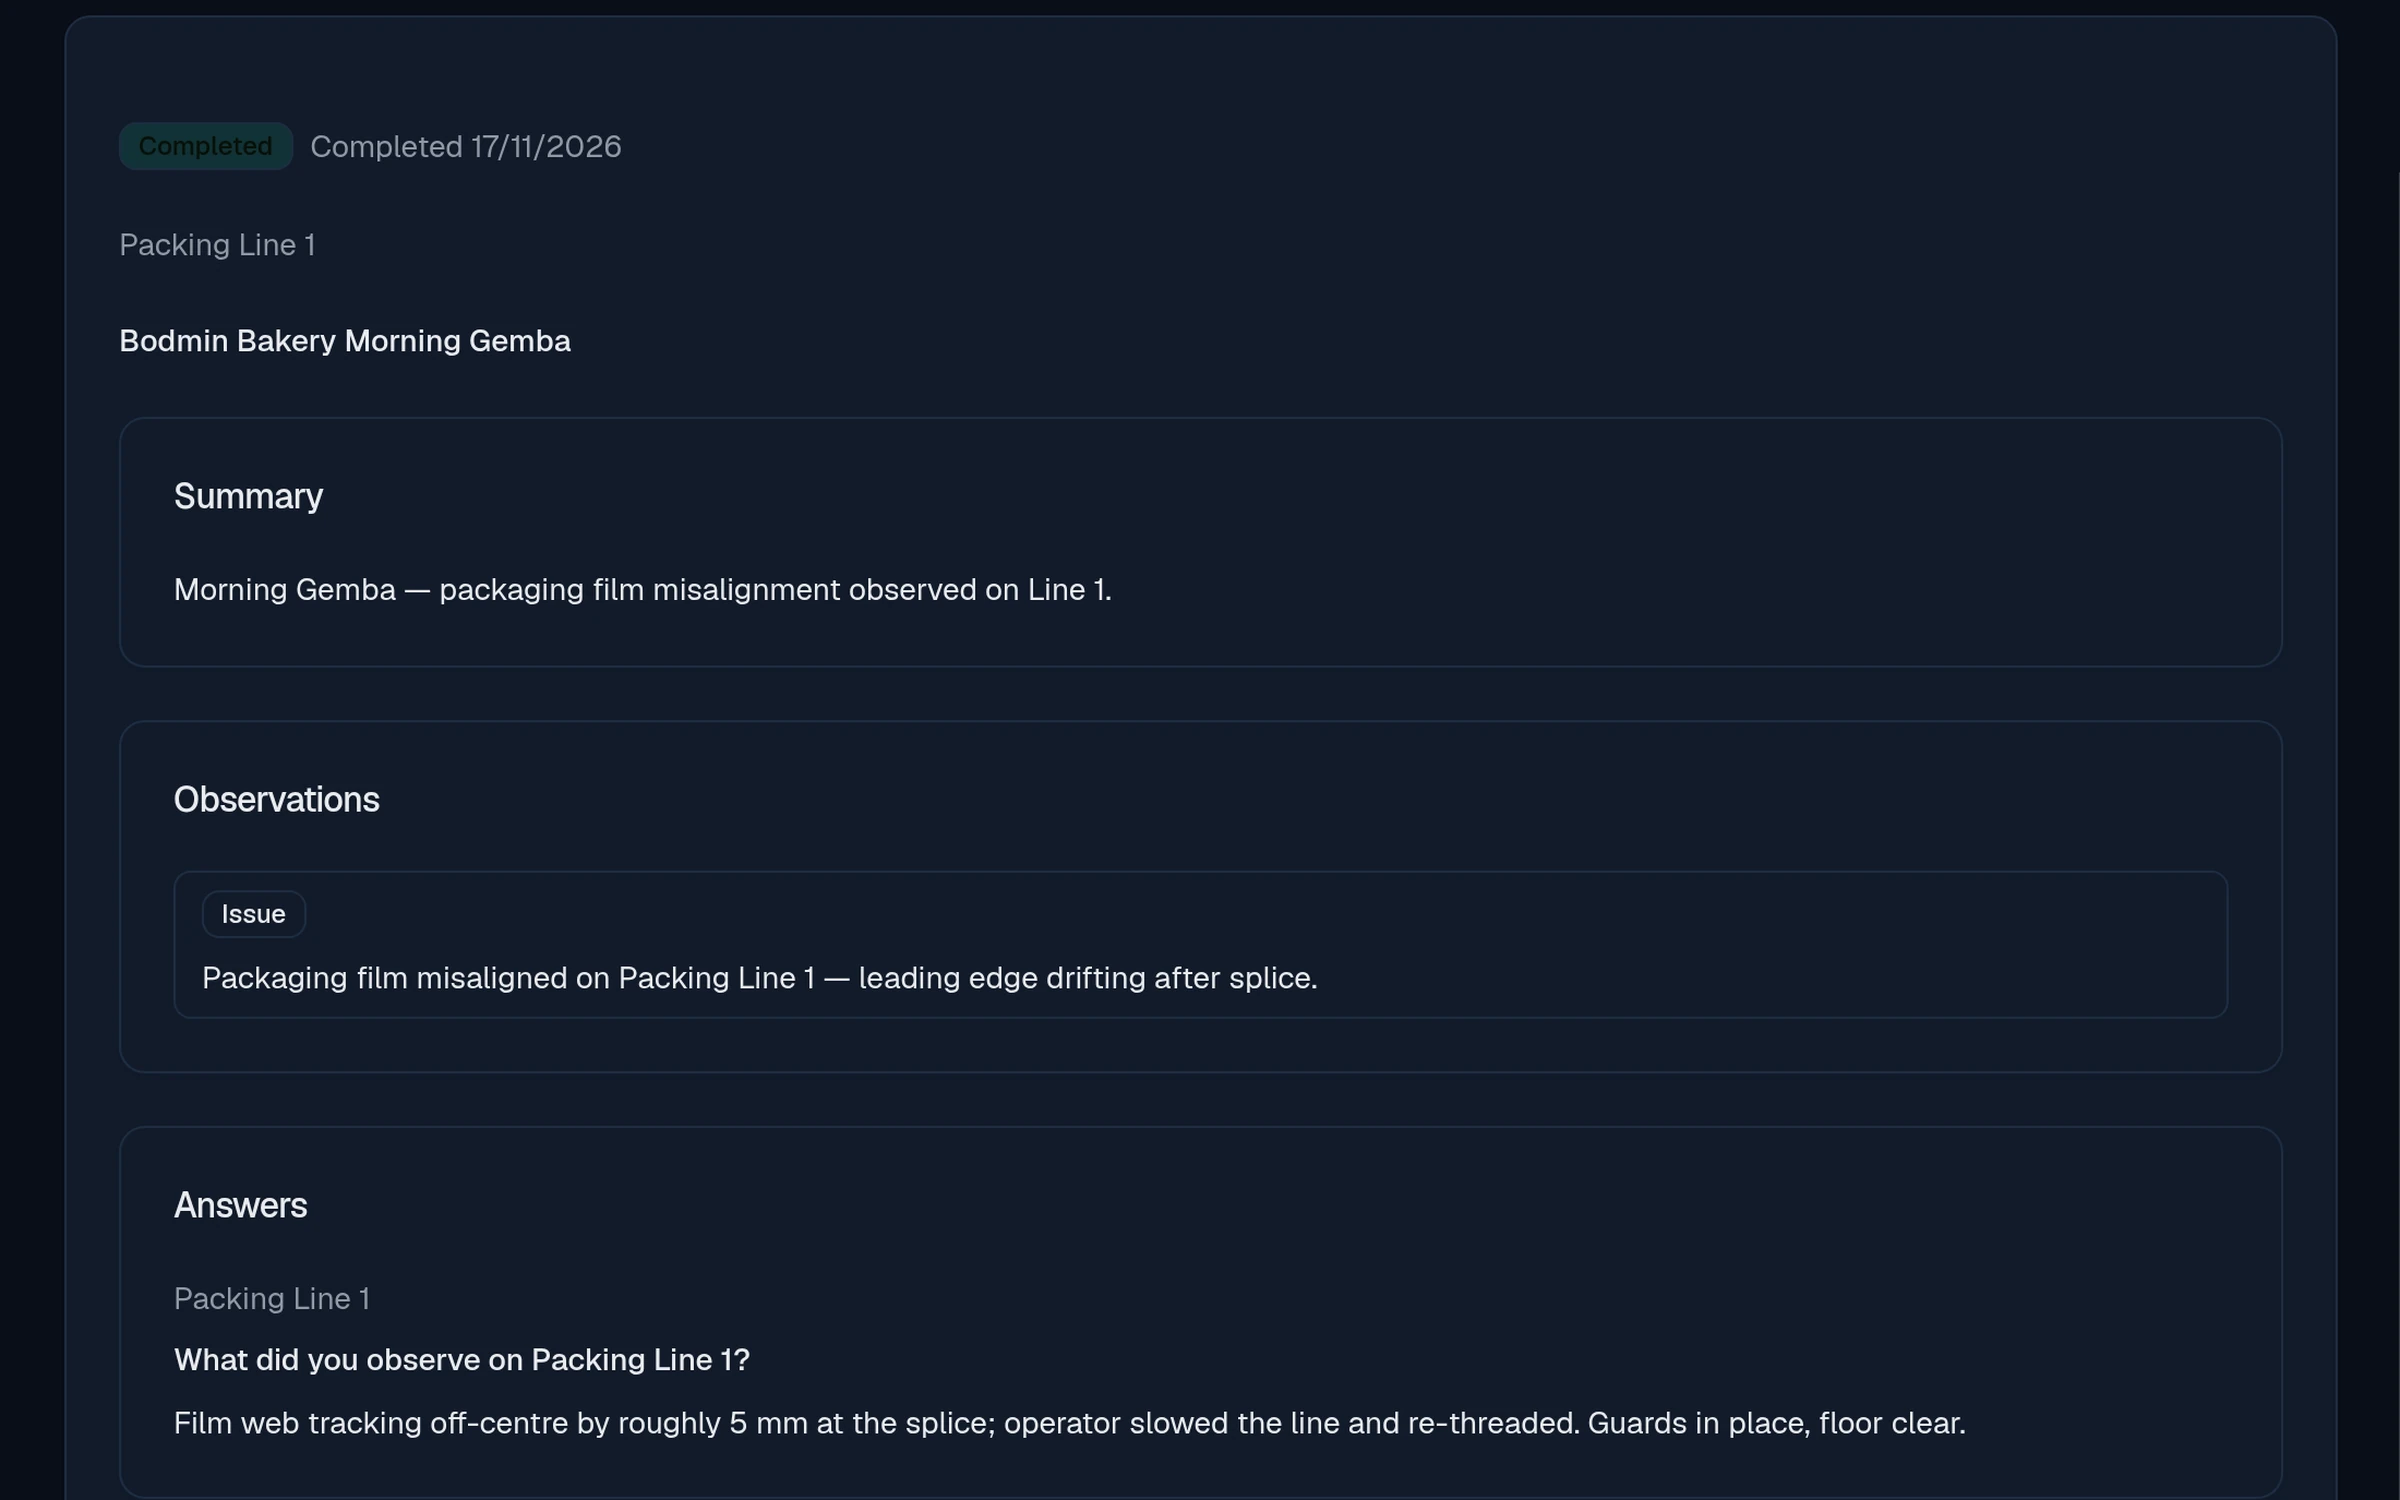 Completed Completed 17/11/2026
Packing Line 1
Bodmin Bakery Morning Gemba
Summary
Morning Gemba — packaging film misalignment observed on Line 1.
Observations
Issue
Packaging film misaligned on Packing Line 1 — leading edge drifting after splice.
Answers
Packing Line 1
What did you observe on Packing Line 1?
Film web tracking off-centre by roughly 5 mm at the splice; operator slowed the line and re-threaded. Guards in place, floor clear.